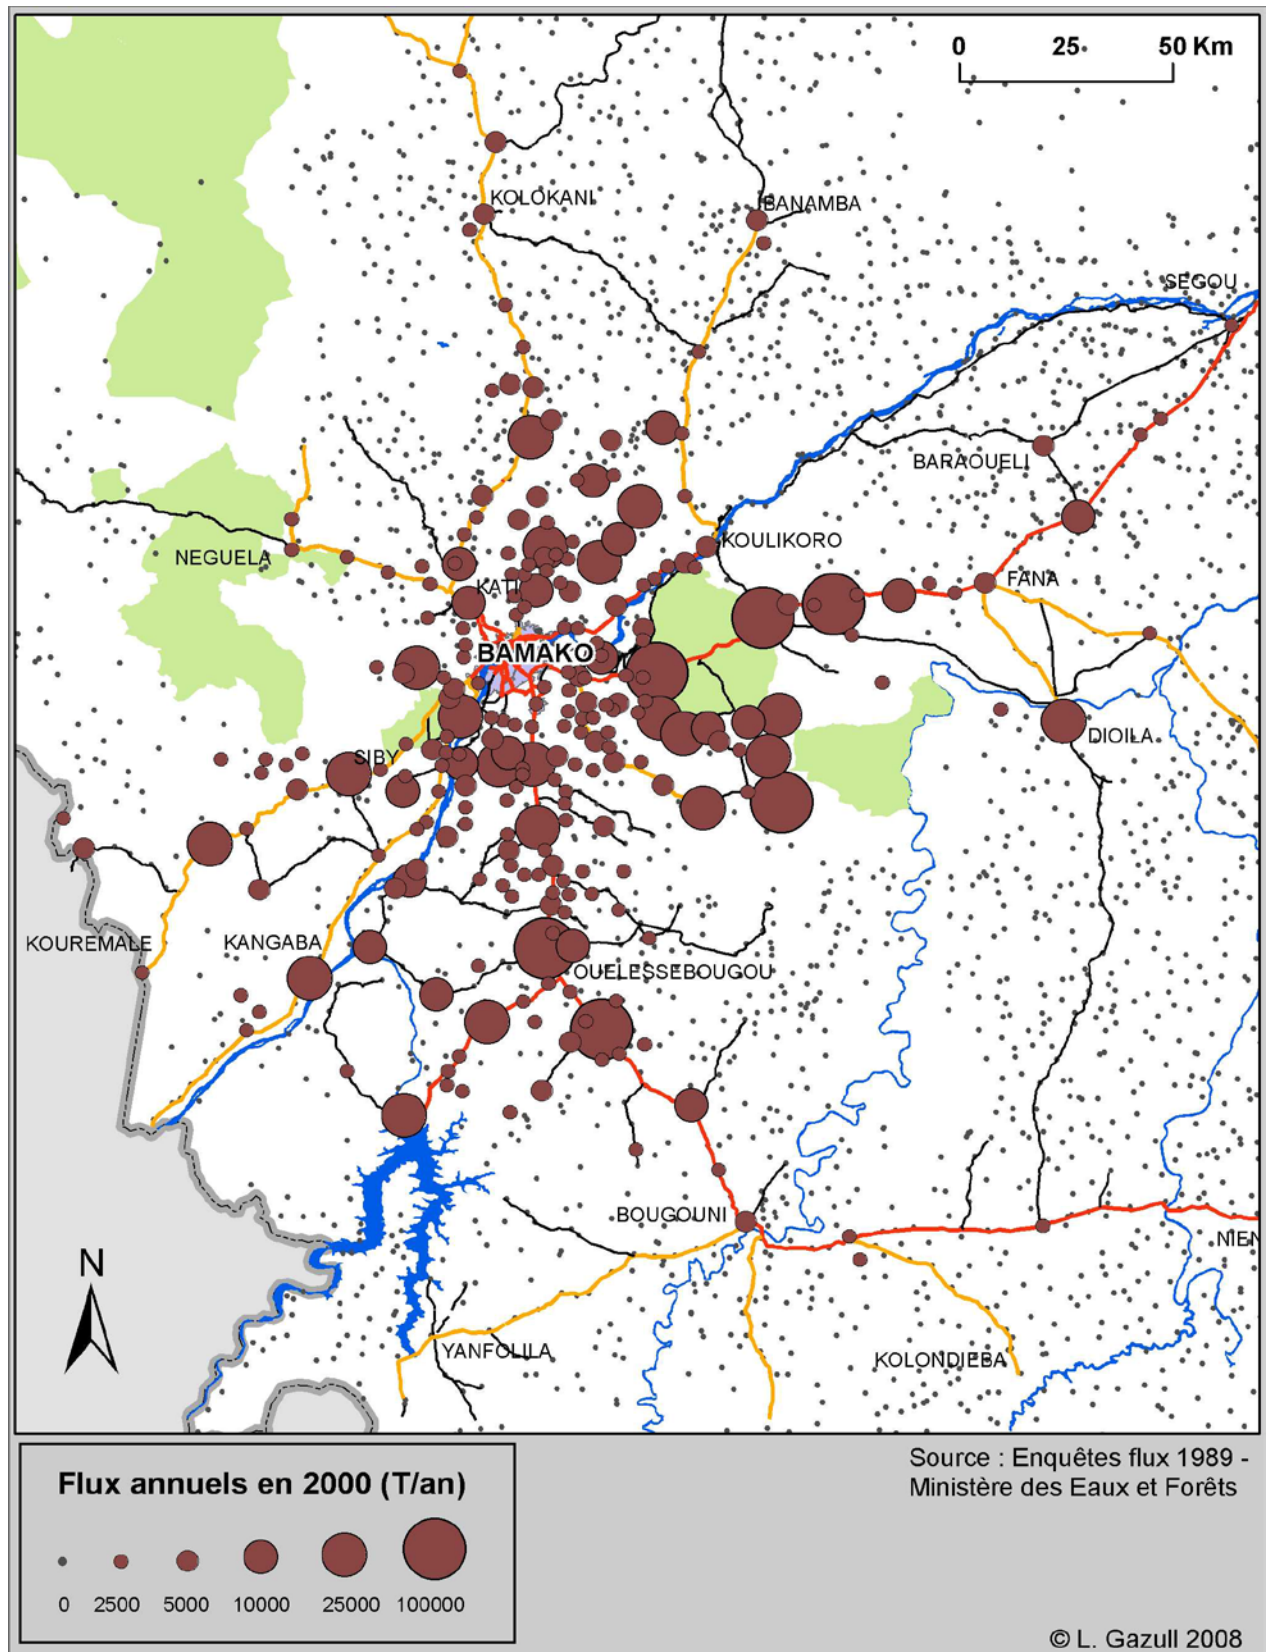 0 25 50 Km
KOLOKANI
BANAMBA
SEGOU
BARAOUELI
KOULIKORO
NEGUELA
FANA
KATI
BAMAKO
DIOILA
SIBY
KOUREMALE
KANGABA
OUELESSEBOUGOU
BOUGOUNI
NIEN
N
YANFOLILA
KOLONDIEBA
Flux annuels en 2000 (T/an)
0 2500 5000 10000 25000 100000
Source : Enquêtes flux 1989 -
Ministère des Eaux et Forêts
© L. Gazull 2008